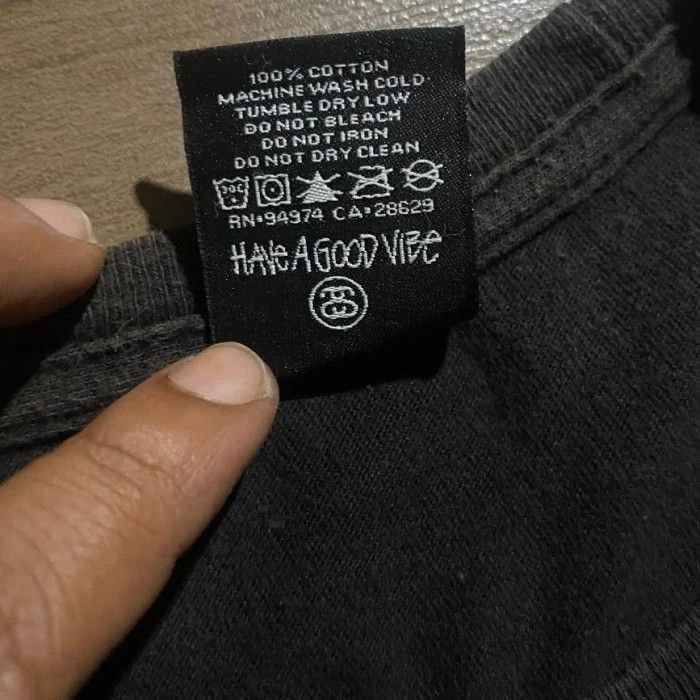 100% COTTON
MACHINE WASH COLD
TUMBLE DRY LOW
DO NOT BLEACH
DO NOT IRON
DO NOT DRY CLEAN
RN=94974 CA=28629
HAVE A GOOD VIBE